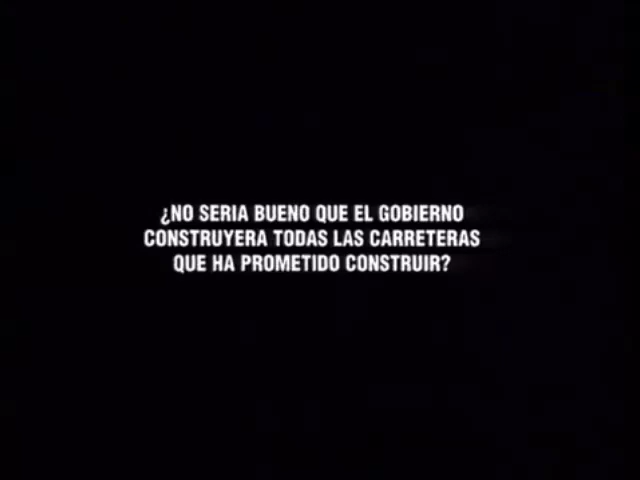 ¿NO SERIA BUENO QUE EL GOBIERNO
CONSTRUYERA TODAS LAS CARRETERAS
QUE HA PROMETIDO CONSTRUIR?